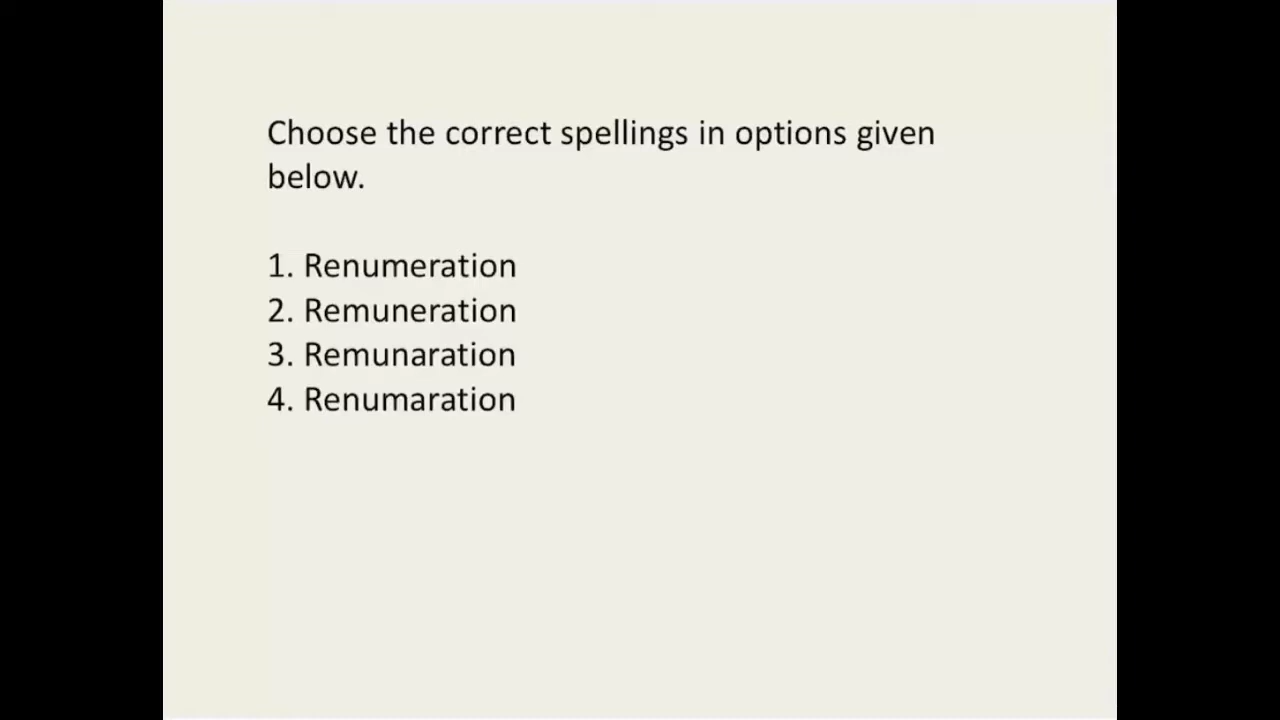 Choose the correct spellings in options given
below.
1. Renumeration
2. Remuneration
3. Remunaration
4. Renumaration